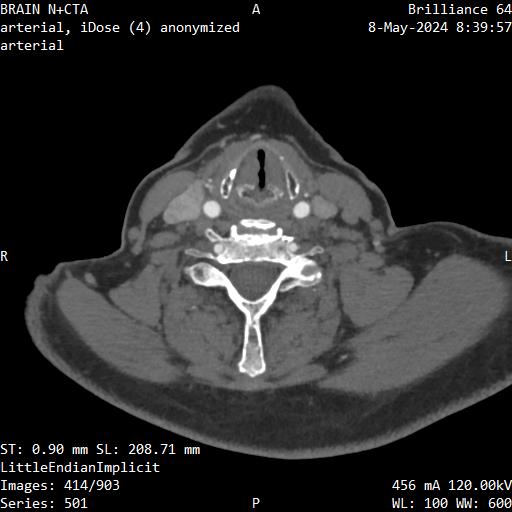 BRAIN N+CTA
A
Brilliance 64
arterial, iDose (4) anonymized
8-May-2024 8:39:57
arterial
R
L
ST: 0.90 mm SL: 208.71 mm
LittleEndianImplicit
Images: 414/903
456 mA 120.00kV
Series: 501
P
WL: 100 WW: 600